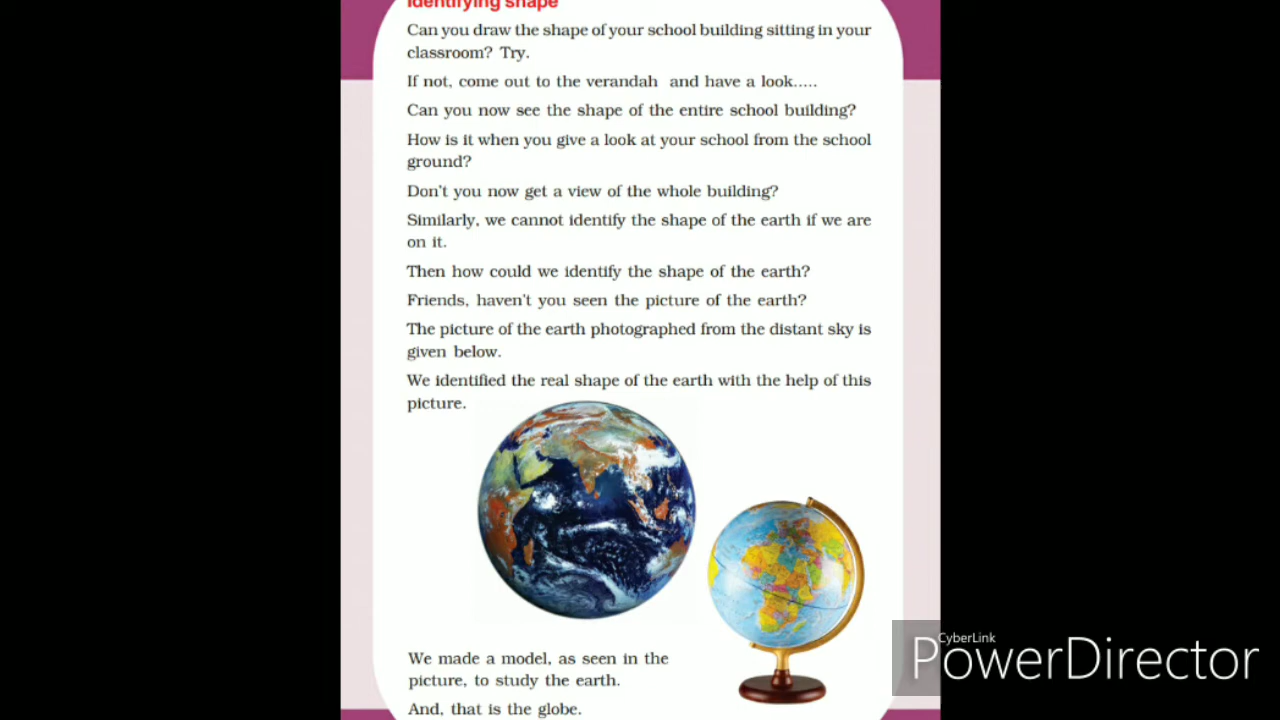 Identifying shape
Can you draw the shape of your school building sitting in your
classroom? Try.
If not, come out to the verandah and have a look.....
Can you now see the shape of the entire school building?
How is it when you give a look at your school from the school
ground?
Don't you now get a view of the whole building?
Similarly, we cannot identify the shape of the earth if we are
on it.
Then how could we identify the shape of the earth?
Friends, haven't you seen the picture of the earth?
The picture of the earth photographed from the distant sky is
given below.
We identified the real shape of the earth with the help of this
picture.
We made a model, as seen in the
picture, to study the earth.
And, that is the globe.
CyberLink
PowerDirector